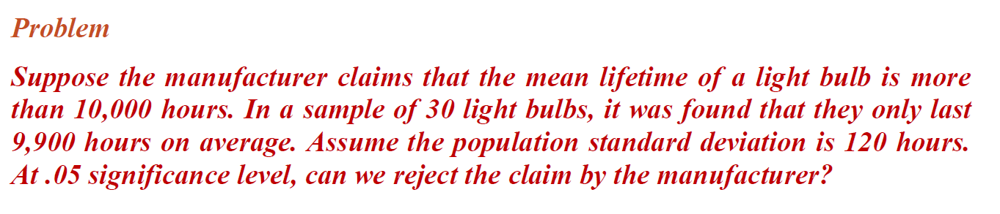 Problem
Suppose the manufacturer claims that the mean lifetime of a light bulb is more
than 10,000 hours. In a sample of 30 light bulbs, it was found that they only last
9,900 hours on average. Assume the population standard deviation is 120 hours.
At .05 significance level, can we reject the claim by the manufacturer?